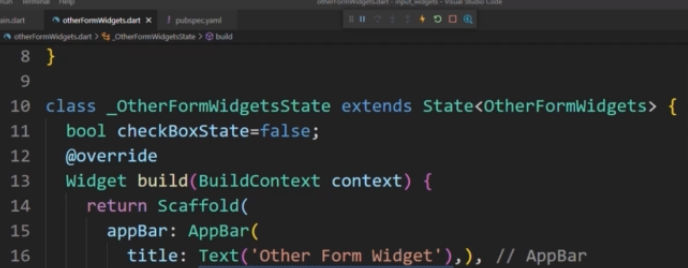 Terminal Help
otherFormWidgets.dart - input_widgets - Visual Studio Code
ain.dart otherFormWidgets.dart × pubspec.yaml
otherFormWidgets.dart > _OtherFormWidgetsState > build
8 }
9
10 class _OtherFormWidgetsState extends State<OtherFormWidgets> {
11 bool checkBoxState=false;
12 @override
13 Widget build(BuildContext context) {
14 return Scaffold(
15 appBar: AppBar(
16 title: Text('Other Form Widget'),), // AppBar